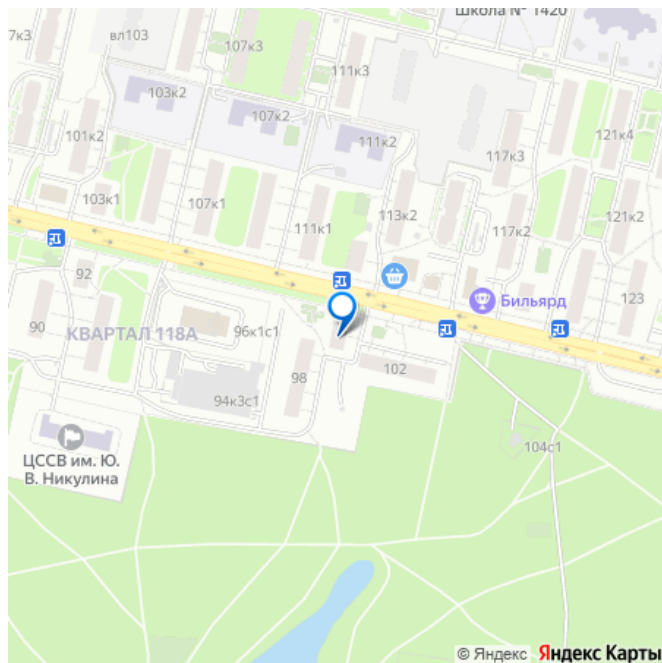 Школа № 1420
7к3
вл103
107к3
111к3
103к2
107к2
101к2
111к2
121к4
117к3
103к1
107к1
111к1
113к2
121к2
117к2
92
123
Бильярд
90
КВАРТАЛ 118А
96к1с1
98
102
94к3с1
ЦССВ им. Ю.
В. Никулина
104с1
© Яндекс Яндекс Карты